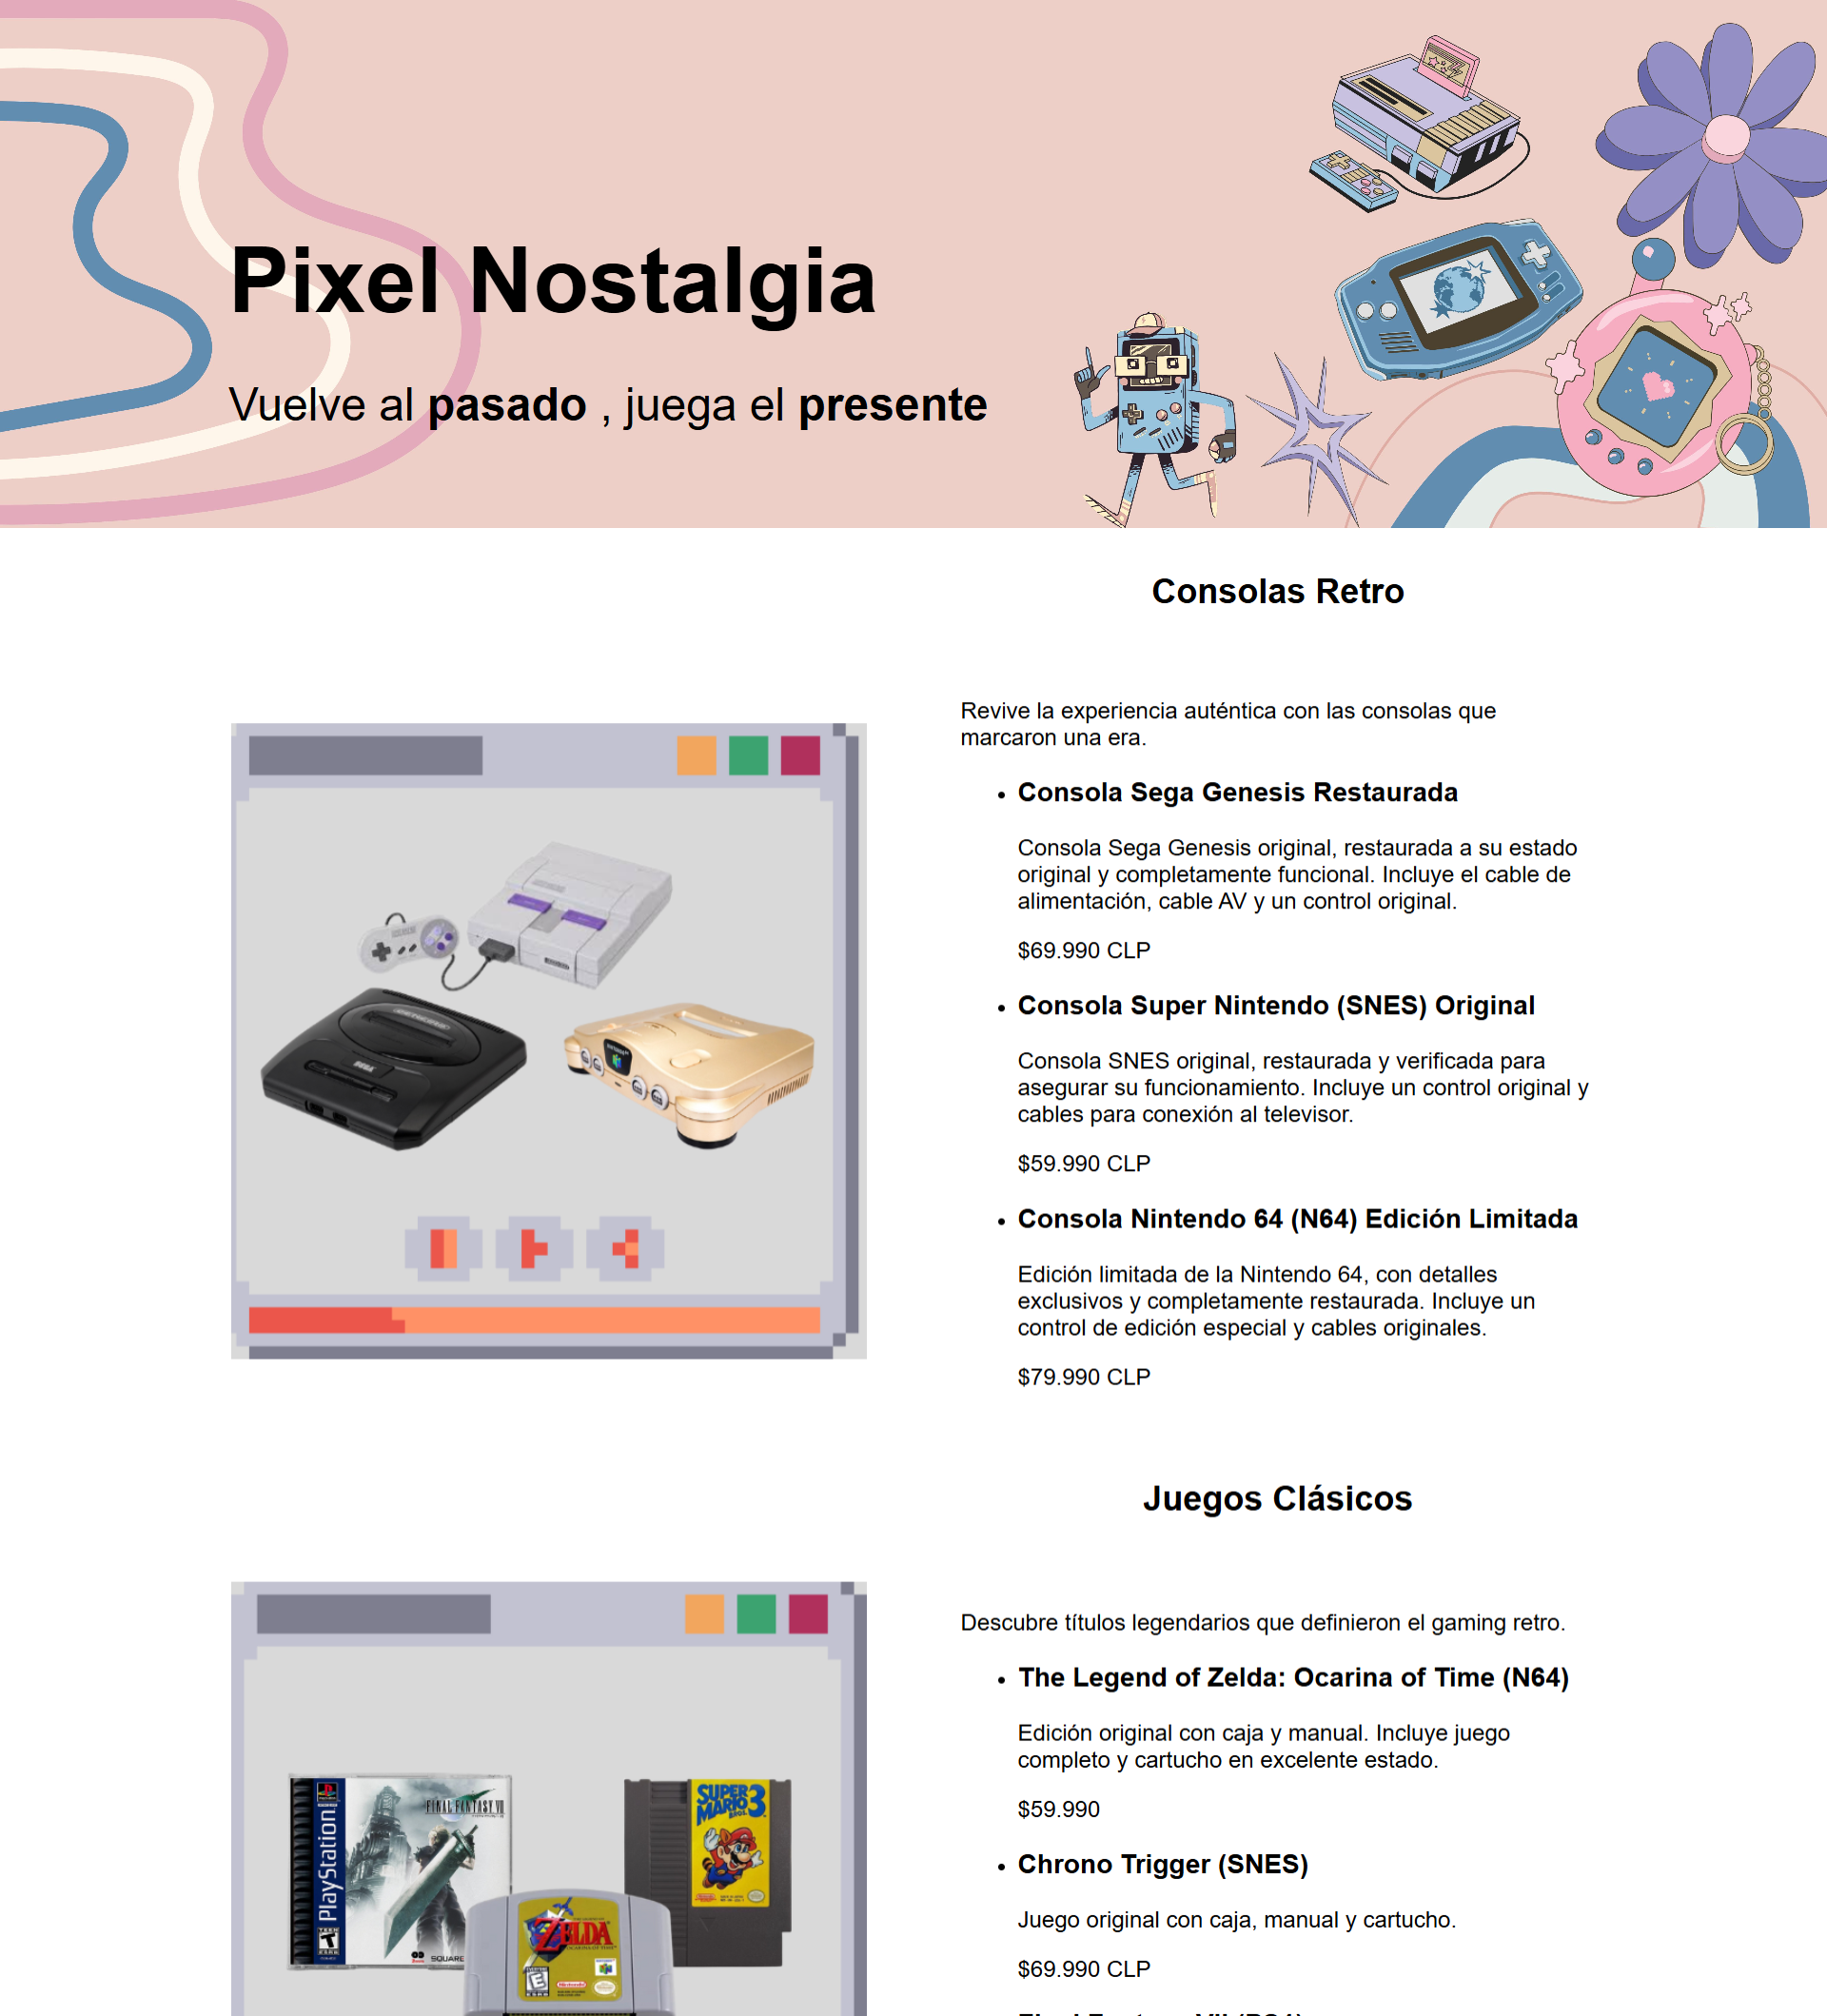 Pixel Nostalgia
Vuelve al pasado , juega el presente
Consolas Retro
Revive la experiencia auténtica con las consolas que
marcaron una era.
Consola Sega Genesis Restaurada
Consola Sega Genesis original, restaurada a su estado
original y completamente funcional. Incluye el cable de
alimentación, cable AV y un control original.
$69.990 CLP
Consola Super Nintendo (SNES) Original
Consola SNES original, restaurada y verificada para
asegurar su funcionamiento. Incluye un control original y
cables para conexión al televisor.
$59.990 CLP
Consola Nintendo 64 (N64) Edición Limitada
Edición limitada de la Nintendo 64, con detalles
exclusivos y completamente restaurada. Incluye un
control de edición especial y cables originales.
$79.990 CLP
GENESIS
SEGA
Juegos Clásicos
Descubre títulos legendarios que definieron el gaming retro.
The Legend of Zelda: Ocarina of Time (N64)
Edición original con caja y manual. Incluye juego
completo y cartucho en excelente estado.
$59.990
Chrono Trigger (SNES)
Juego original con caja, manual y cartucho.
$69.990 CLP
PlayStation
FINAL FANTASY VII
TEEN
T
SQUARE
SUPER
MARIO
BROS. 3
ZELDA
OCARINA OF TIME
EVERYONE
E
Nintendo